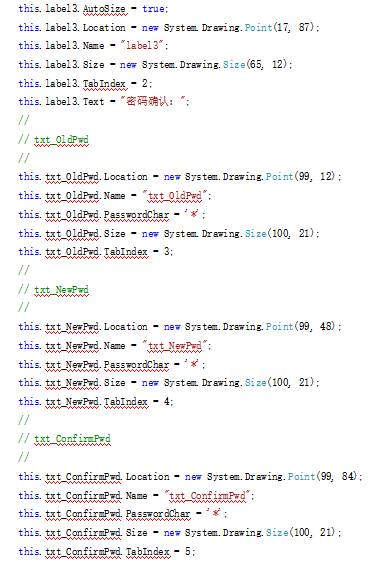 this.label3.AutoSize = true;
this.label3.Location = new System.Drawing.Point(17, 87);
this.label3.Name = "label3";
this.label3.Size = new System.Drawing.Size(65, 12);
this.label3.TabIndex = 2;
this.label3.Text = "密码确认：";
//
// txt_OldPwd
//
this.txt_OldPwd.Location = new System.Drawing.Point(99, 12);
this.txt_OldPwd.Name = "txt_OldPwd";
this.txt_OldPwd.PasswordChar = '*';
this.txt_OldPwd.Size = new System.Drawing.Size(100, 21);
this.txt_OldPwd.TabIndex = 3;
//
// txt_NewPwd
//
this.txt_NewPwd.Location = new System.Drawing.Point(99, 48);
this.txt_NewPwd.Name = "txt_NewPwd";
this.txt_NewPwd.PasswordChar = '*';
this.txt_NewPwd.Size = new System.Drawing.Size(100, 21);
this.txt_NewPwd.TabIndex = 4;
//
// txt_ConfirmPwd
//
this.txt_ConfirmPwd.Location = new System.Drawing.Point(99, 84);
this.txt_ConfirmPwd.Name = "txt_ConfirmPwd";
this.txt_ConfirmPwd.PasswordChar = '*';
this.txt_ConfirmPwd.Size = new System.Drawing.Size(100, 21);
this.txt_ConfirmPwd.TabIndex = 5;